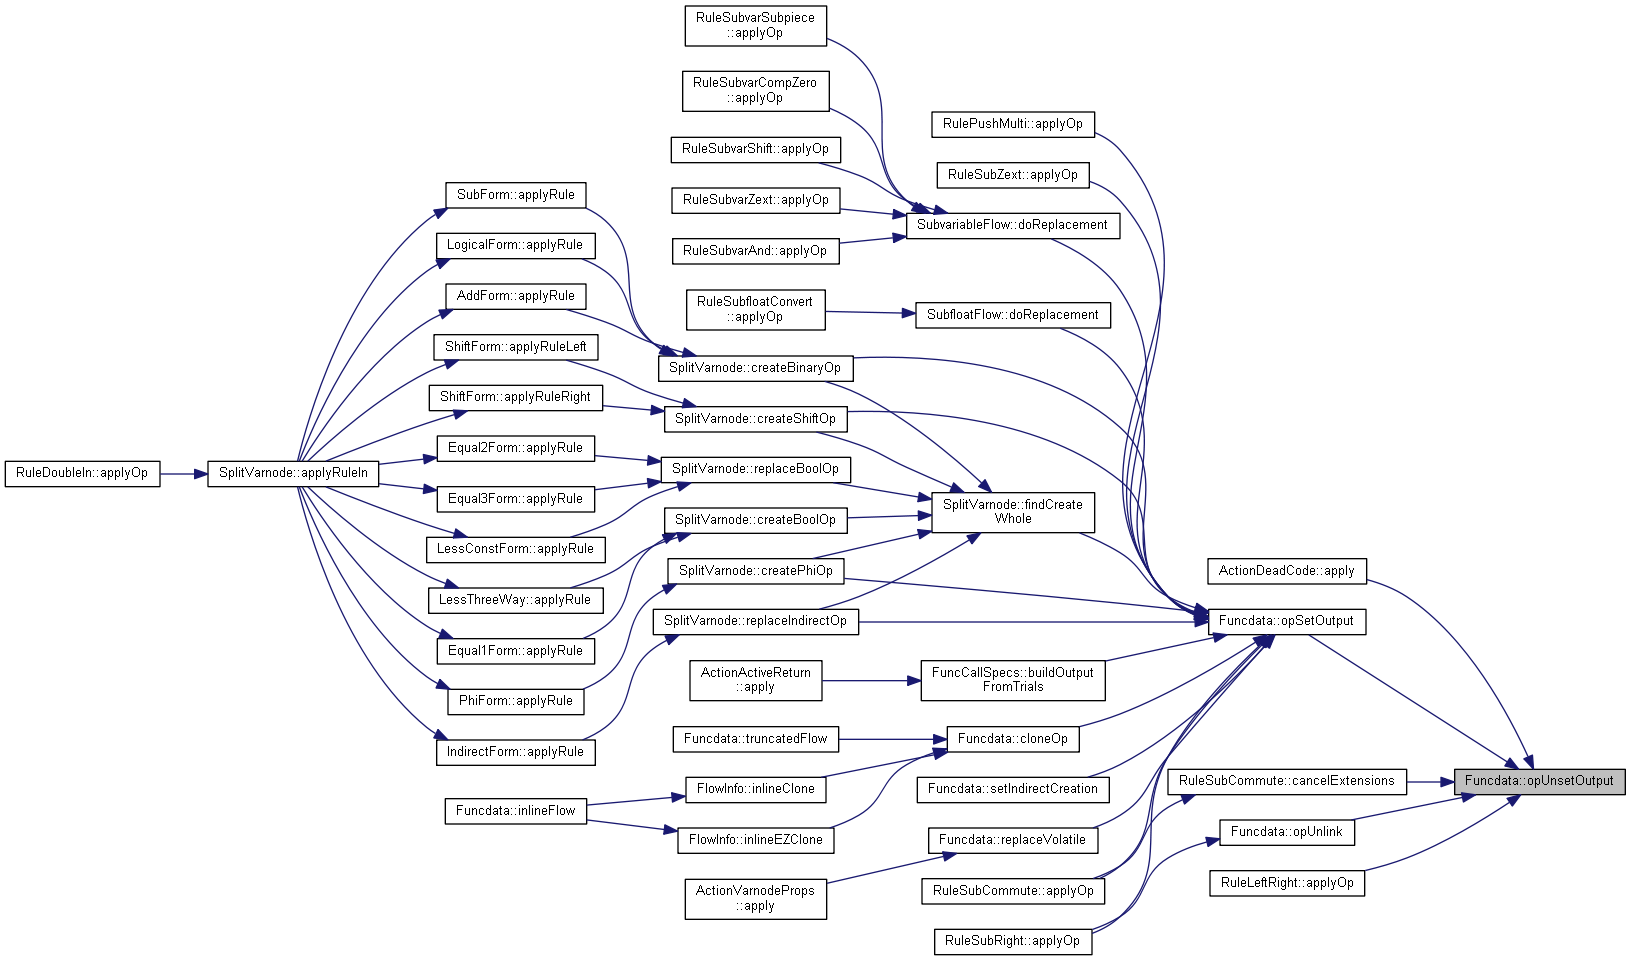 RuleSubvarSubpiece
::applyOp
RuleSubvarCompZero
::applyOp
RulePushMulti::applyOp
RuleSubvarShift::applyOp
RuleSubZext::applyOp
SubForm::applyRule
RuleSubvarZext::applyOp
SubvariableFlow::doReplacement
LogicalForm::applyRule
RuleSubvarAnd::applyOp
AddForm::applyRule
RuleSubfloatConvert
::applyOp
SubfloatFlow::doReplacement
ShiftForm::applyRuleLeft
SplitVarnode::createBinaryOp
ShiftForm::applyRuleRight
SplitVarnode::createShiftOp
Equal2Form::applyRule
RuleDoubleIn::applyOp
SplitVarnode::applyRuleIn
SplitVarnode::replaceBoolOp
Equal3Form::applyRule
SplitVarnode::findCreate
Whole
SplitVarnode::createBoolOp
LessConstForm::applyRule
SplitVarnode::createPhiOp
ActionDeadCode::apply
LessThreeWay::applyRule
SplitVarnode::replaceIndirectOp
Funcdata::opSetOutput
Equal1Form::applyRule
ActionActiveReturn
::apply
FuncCallSpecs::buildOutput
FromTrials
PhiForm::applyRule
Funcdata::truncatedFlow
Funcdata::cloneOp
IndirectForm::applyRule
FlowInfo::inlineClone
Funcdata::setIndirectCreation
RuleSubCommute::cancelExtensions
Funcdata::opUnsetOutput
Funcdata::inlineFlow
FlowInfo::inlineEZClone
Funcdata::replaceVolatile
Funcdata::opUnlink
ActionVarnodeProps
::apply
RuleSubCommute::applyOp
RuleLeftRight::applyOp
RuleSubRight::applyOp